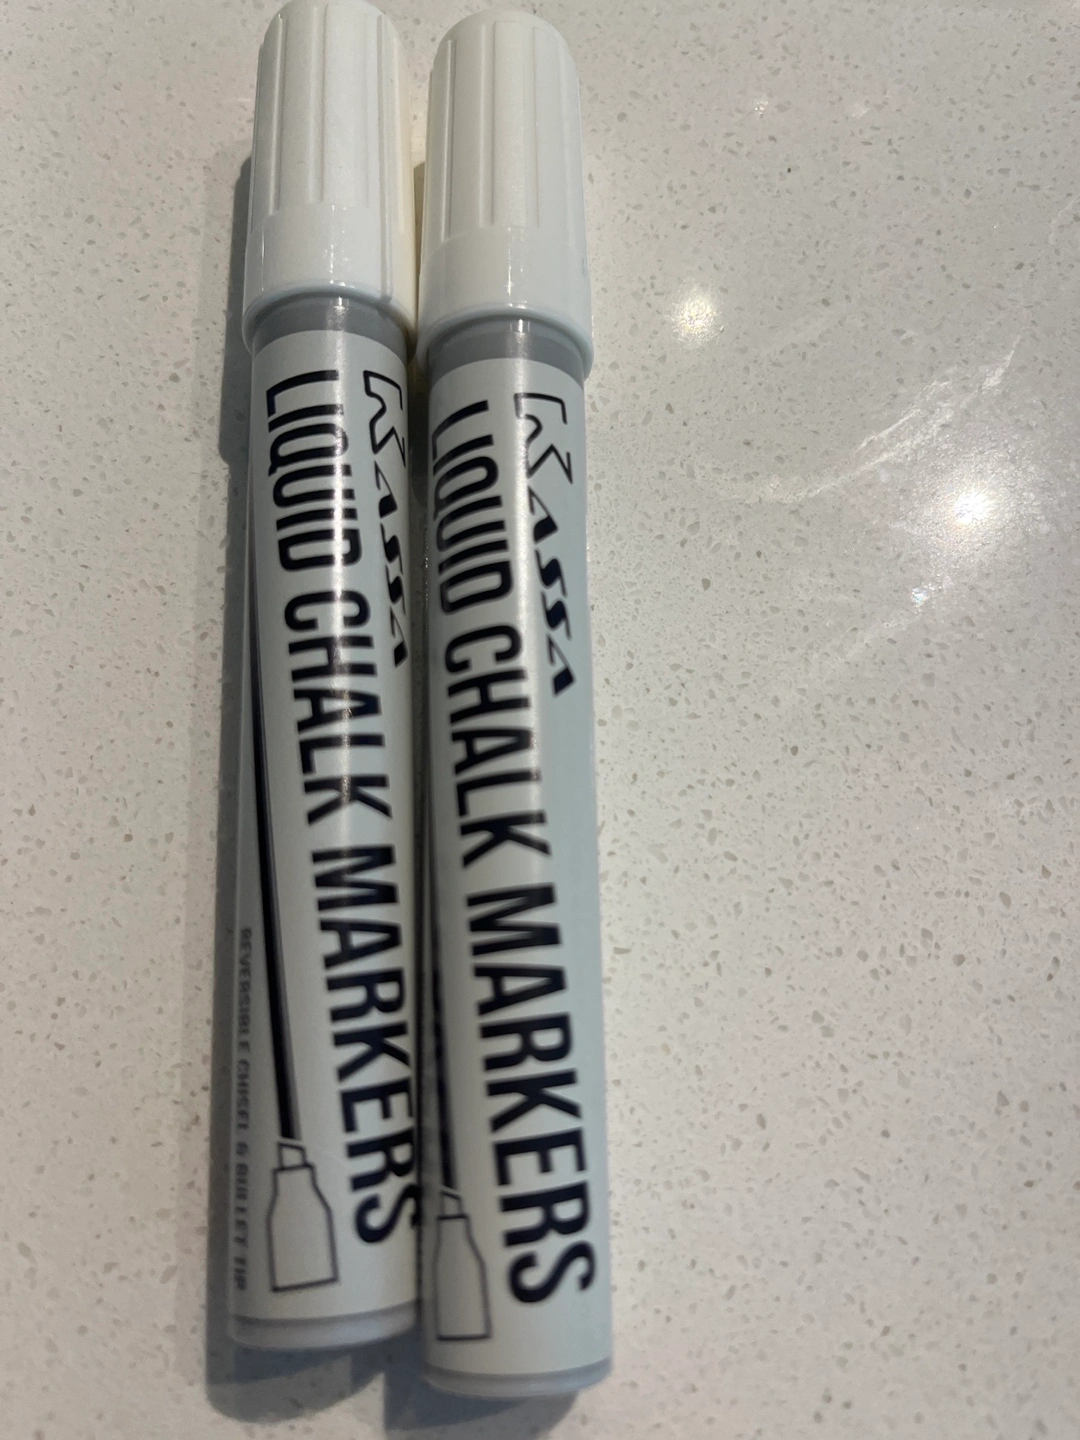 KASSA
LIQUID CHALK MARKERS
REVERSIBLE CHISEL & BULLET TIP
KASSA
LIQUID CHALK MARKERS